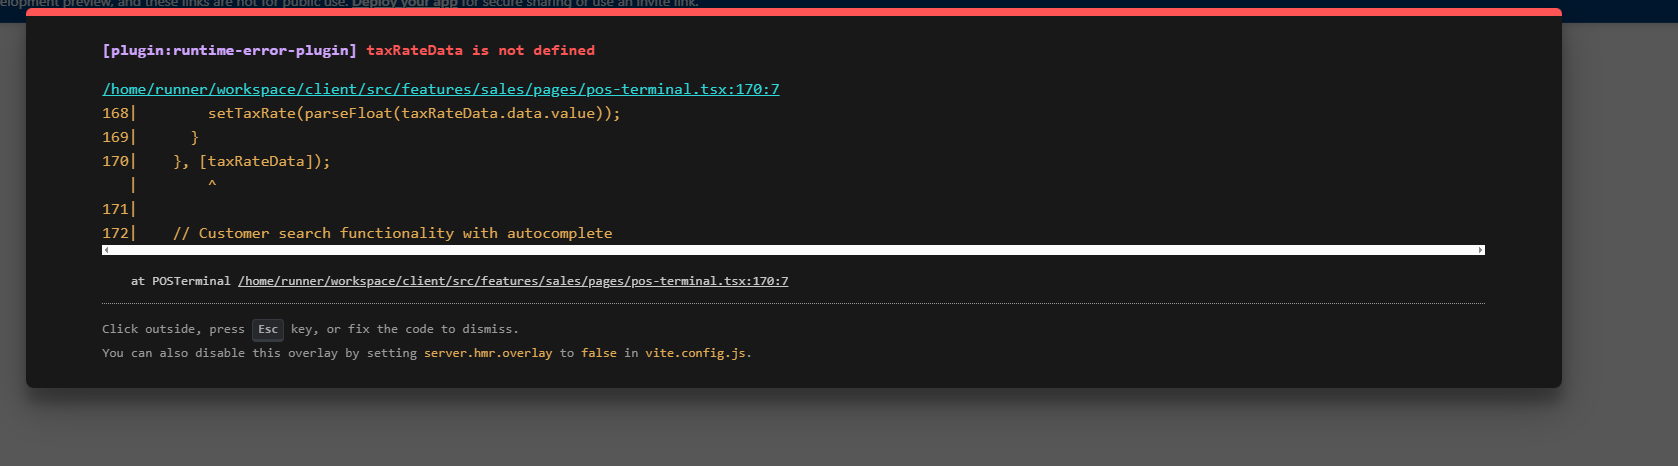 development preview, and these links are not for public use. Deploy your app for secure sharing or use an invite link.
[plugin:runtime-error-plugin] taxRateData is not defined
/home/runner/workspace/client/src/features/sales/pages/pos-terminal.tsx:170:7
168|        setTaxRate(parseFloat(taxRateData.data.value));
169|      }
170|    }, [taxRateData]);
   |        ^
171|
172|    // Customer search functionality with autocomplete
at POSTerminal /home/runner/workspace/client/src/features/sales/pages/pos-terminal.tsx:170:7
Click outside, press Esc key, or fix the code to dismiss.
You can also disable this overlay by setting server.hmr.overlay to false in vite.config.js.